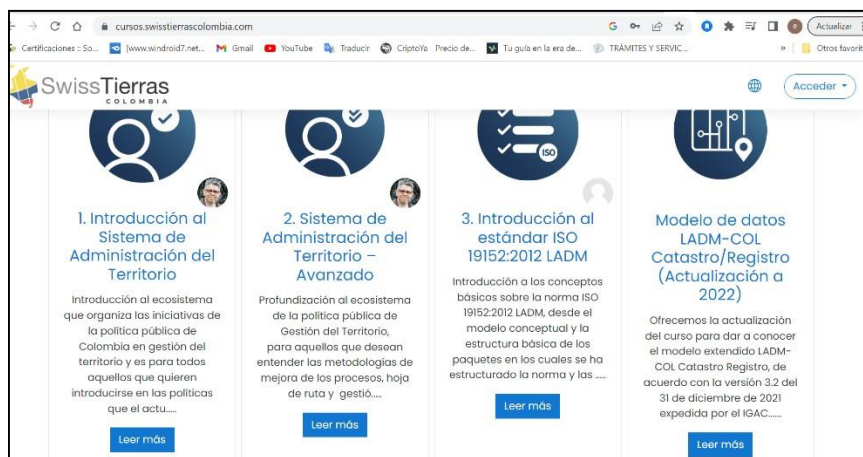 cursos.swisstierrascolombia.com
Actualizar
Certificaciones :: So...
[www.windroid7.net...
Gmail
YouTube
Traducir
CriptoYa Precio de...
Tu guía en la era de...
TRÁMITES Y SERVIC...
»
Otros favorit
SwissTierras
COLOMBIA
Acceder
ISO
1. Introducción al
Sistema de
Administración del
Territorio
Introducción al ecosistema
que organiza las iniciativas de
la política pública de
Colombia en gestión del
territorio y es para todos
aquellos que quieren
introducirse en las políticas
que el actu.....
Leer más
2. Sistema de
Administración del
Territorio –
Avanzado
Profundización al ecosistema
de la política pública de
Gestión del Territorio,
para aquellos que desean
entender las metodologías de
mejora de los procesos, hoja
de ruta y gestió.....
Leer más
3. Introducción al
estándar ISO
19152:2012 LADM
Introducción a los conceptos
básicos sobre la norma ISO
19152:2012 LADM, desde el
modelo conceptual y la
estructura básica de los
paquetes en los cuales se ha
estructurado la norma y las .....
Leer más
Modelo de datos
LADM-COL
Catastro/Registro
(Actualización a
2022)
Ofrecemos la actualización
del curso para dar a conocer
el modelo extendido LADM-
COL Catastro Registro, de
acuerdo con la versión 3.2 del
31 de diciembre de 2021
expedida por el IGAC......
Leer más